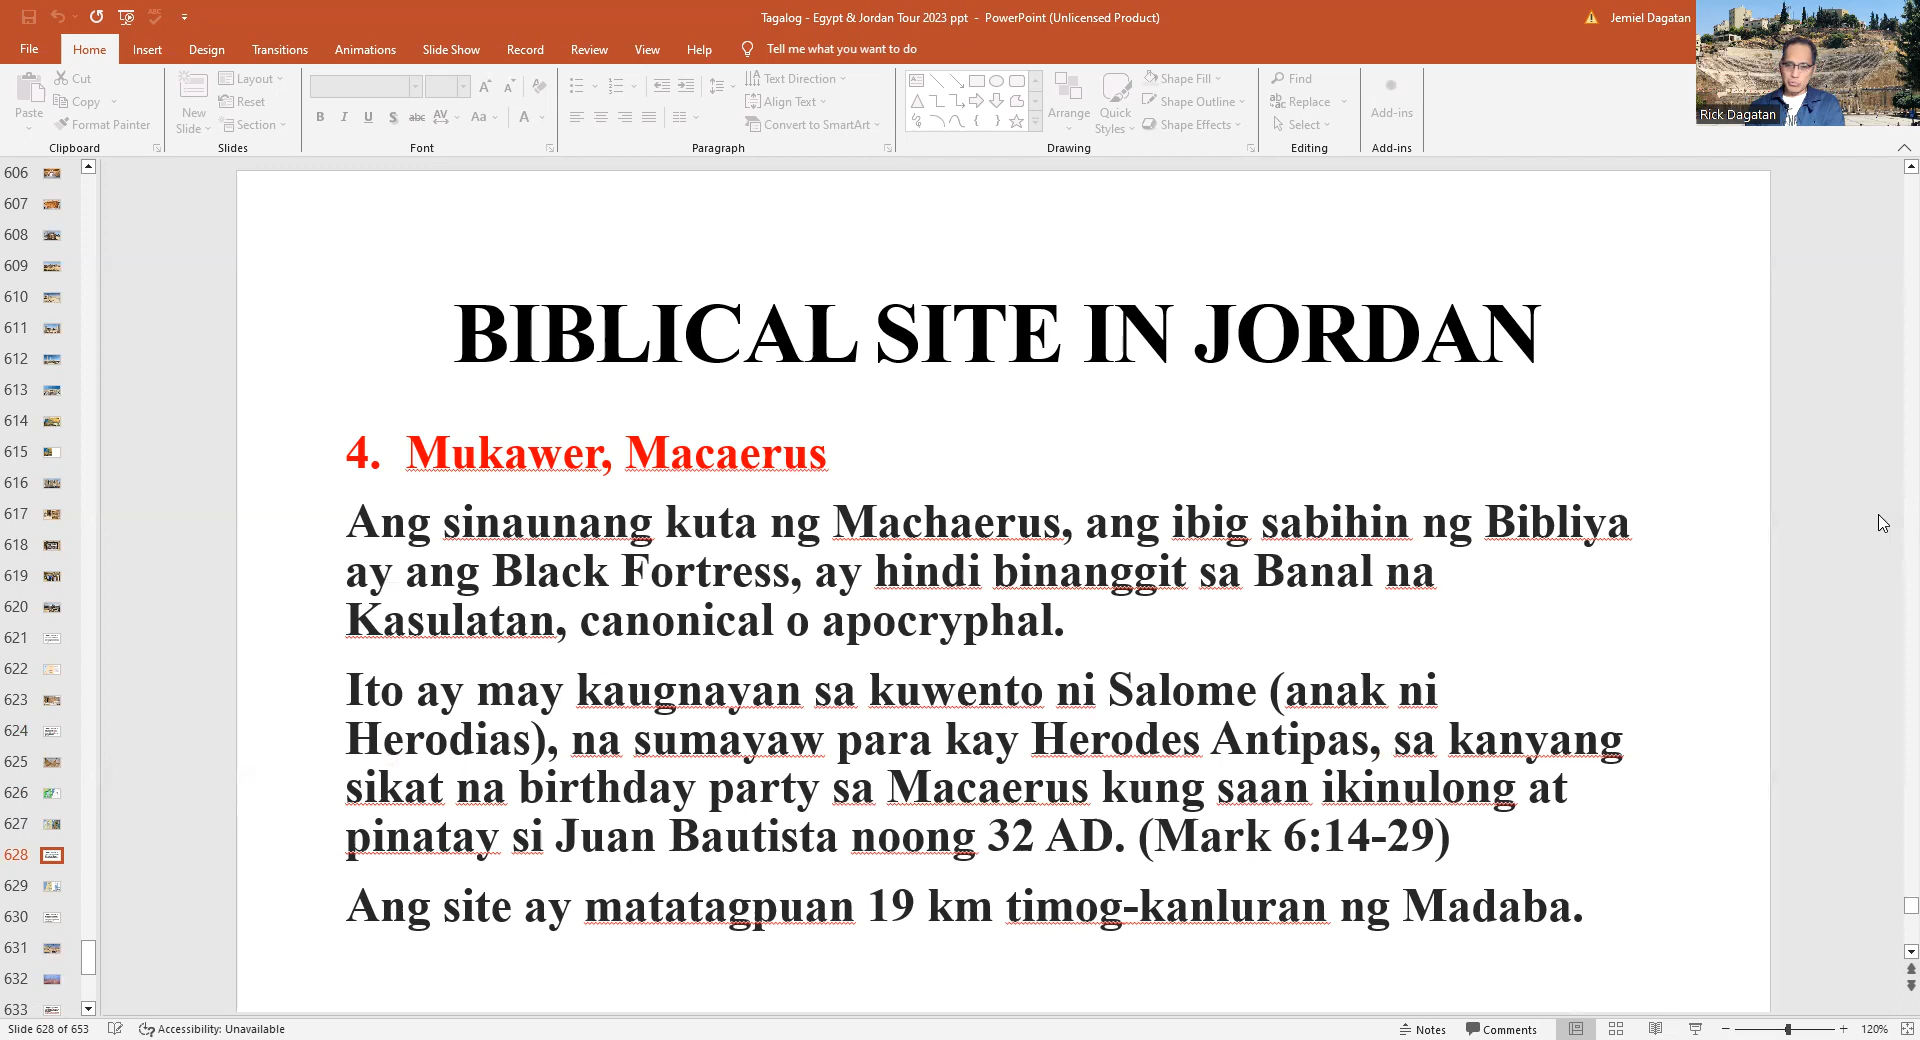 Tagalog - Egypt & Jordan Tour 2023 ppt - PowerPoint (Unlicensed Product)
Jemiel Dagatan
File Home Insert Design Transitions Animations Slide Show Record Review View Help Tell me what you want to do
Rick Dagatan
Paste
Cut
Copy
Format Painter
Clipboard
New Slide
Layout
Reset
Section
Slides
B I U S abc AV Aa A
Font
Text Direction
Align Text
Convert to SmartArt
Paragraph
Arrange
Quick Styles
Shape Fill
Shape Outline
Shape Effects
Drawing
Find
Replace
Select
Editing
Add-ins
Add-ins
606
607
608
609
610
611
612
613
614
615
616
617
618
619
620
621
622
623
624
625
626
627
628
629
630
631
632
633
BIBLICAL SITE IN JORDAN
4. Mukawer, Macaerus
Ang sinaunang kuta ng Machaerus, ang ibig sabihin ng Bibliya
ay ang Black Fortress, ay hindi binanggit sa Banal na
Kasulatan, canonical o apocryphal.
Ito ay may kaugnayan sa kuwento ni Salome (anak ni
Herodias), na sumayaw para kay Herodes Antipas, sa kanyang
sikat na birthday party sa Macaerus kung saan ikinulong at
pinatay si Juan Bautista noong 32 AD. (Mark 6:14-29)
Ang site ay matatagpuan 19 km timog-kanluran ng Madaba.
Slide 628 of 653 Accessibility: Unavailable Notes Comments 120%